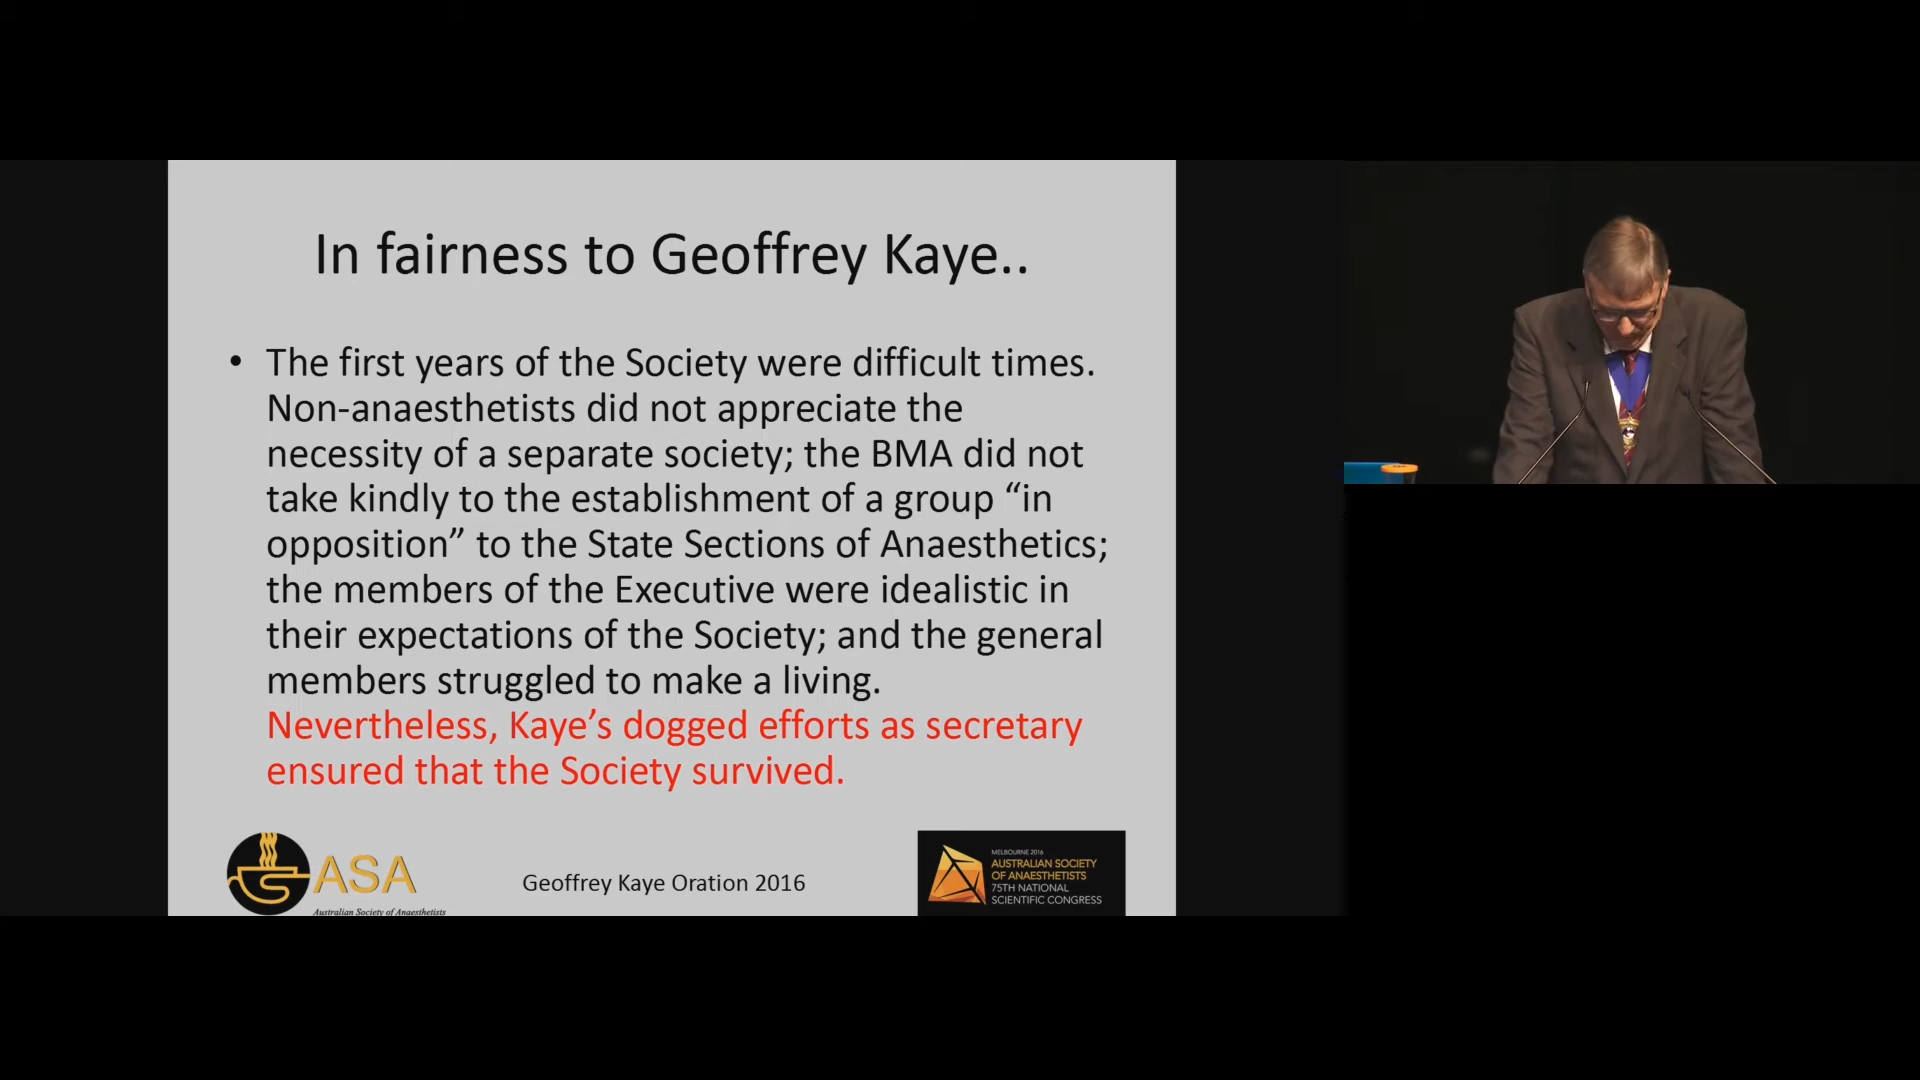 In fairness to Geoffrey Kaye..
• The first years of the Society were difficult times.
Non-anaesthetists did not appreciate the
necessity of a separate society; the BMA did not
take kindly to the establishment of a group “in
opposition” to the State Sections of Anaesthetics;
the members of the Executive were idealistic in
their expectations of the Society; and the general
members struggled to make a living.
Nevertheless, Kaye’s dogged efforts as secretary
ensured that the Society survived.
ASA
Australian Society of Anaesthetists
Geoffrey Kaye Oration 2016
MELBOURNE 2016
AUSTRALIAN SOCIETY
OF ANAESTHETISTS
75TH NATIONAL
SCIENTIFIC CONGRESS